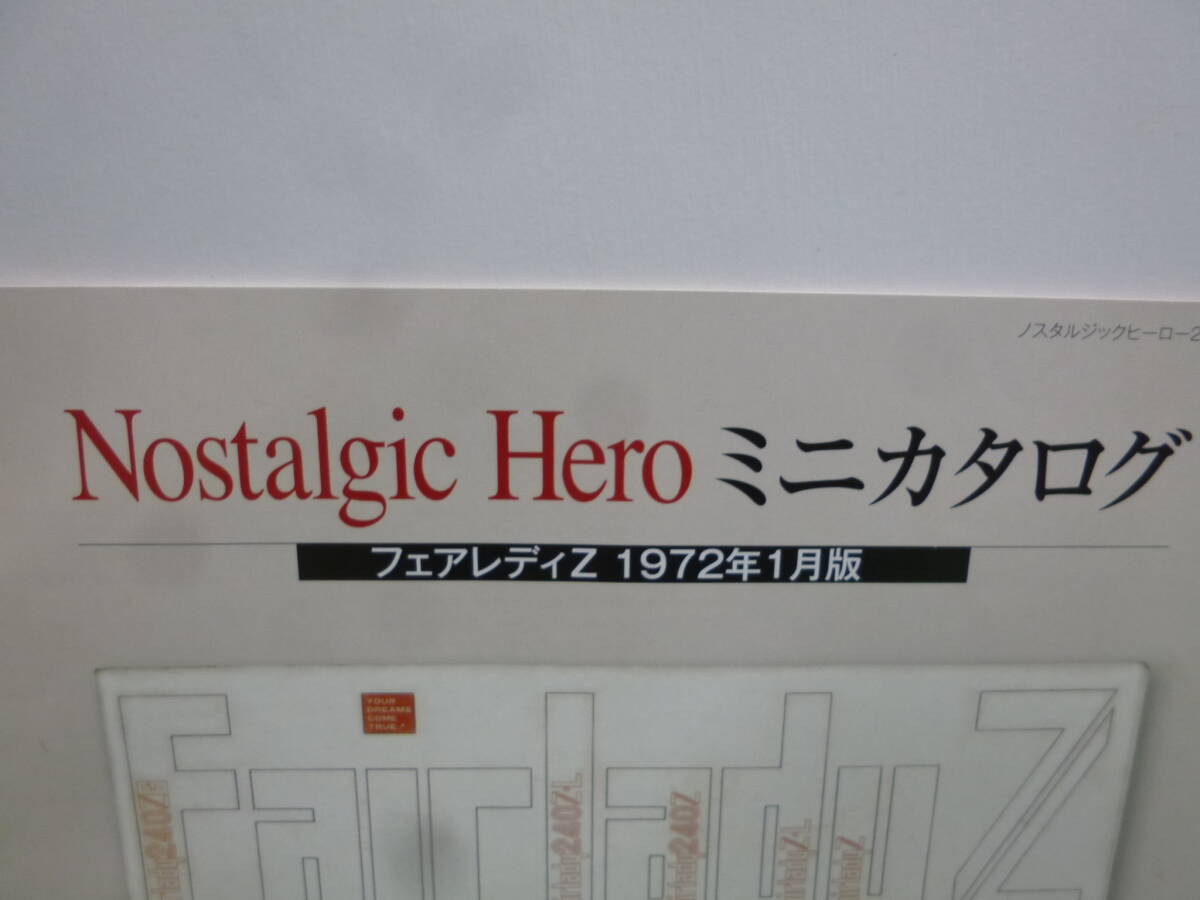 ノスタルジックヒーロー2
Nostalgic Hero ミニカタログ
フェアレディZ 1972年1月版
YOUR
DREAMS
COME
TRUE!
Fairlady Z
240Z-L
240Z
Z-L
Z